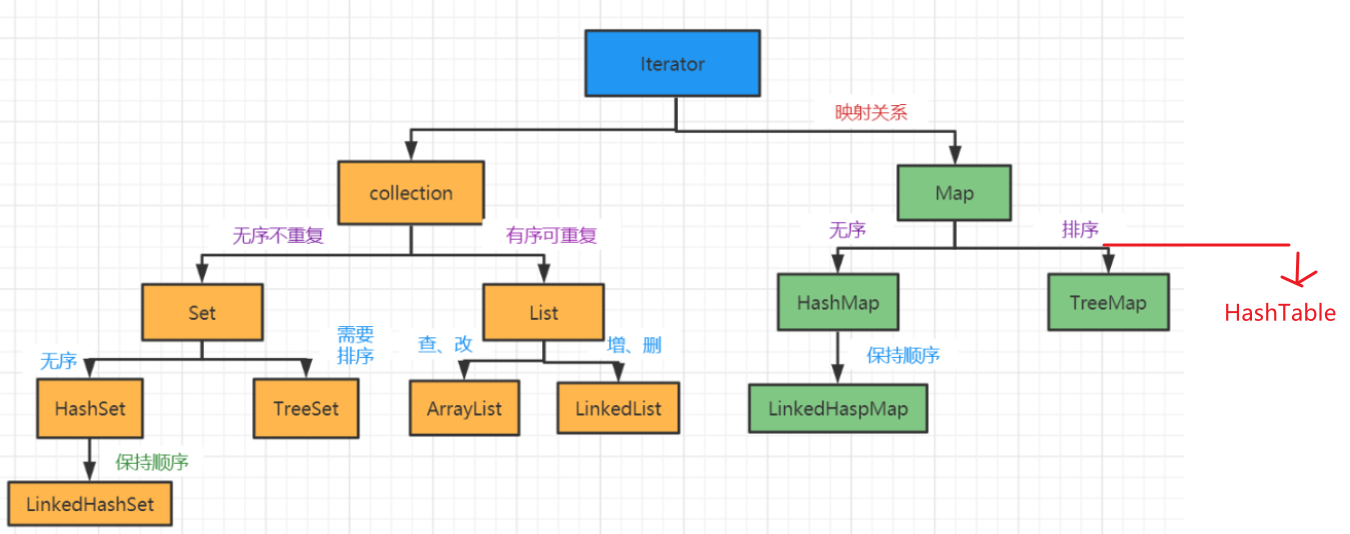 Iterator
映射关系
collection
Map
无序不重复
有序可重复
无序
排序
Set
List
HashMap
TreeMap
HashTable
无序
需要
排序
查、改
增、删
保持顺序
HashSet
TreeSet
ArrayList
LinkedList
LinkedHaspMap
保持顺序
LinkedHashSet